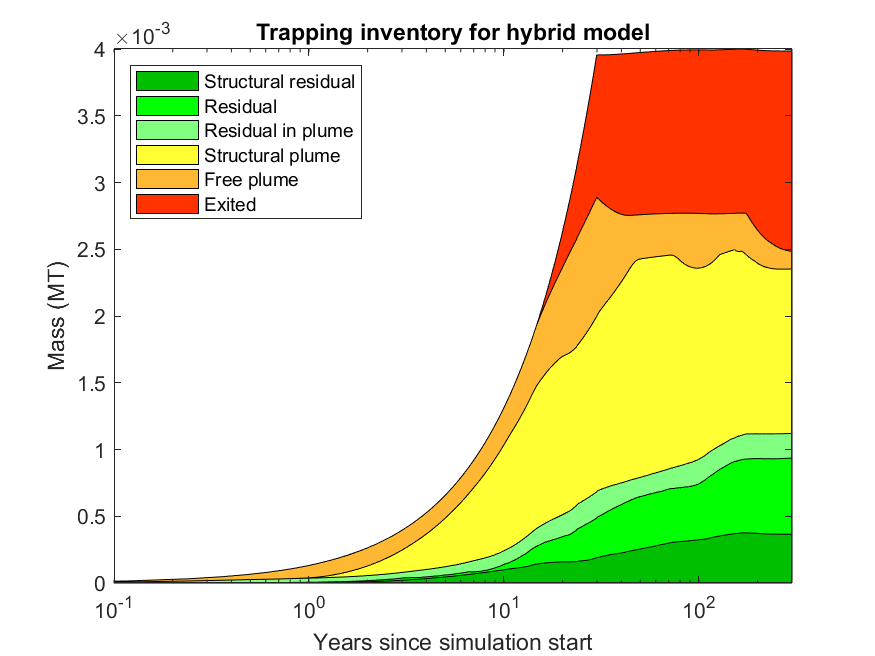 Trapping inventory for hybrid model
×10^-3
4
3.5
3
2.5
2
1.5
1
0.5
0
Mass (MT)
Structural residual
Residual
Residual in plume
Structural plume
Free plume
Exited
10^-1 10^0 10^1 10^2
Years since simulation start